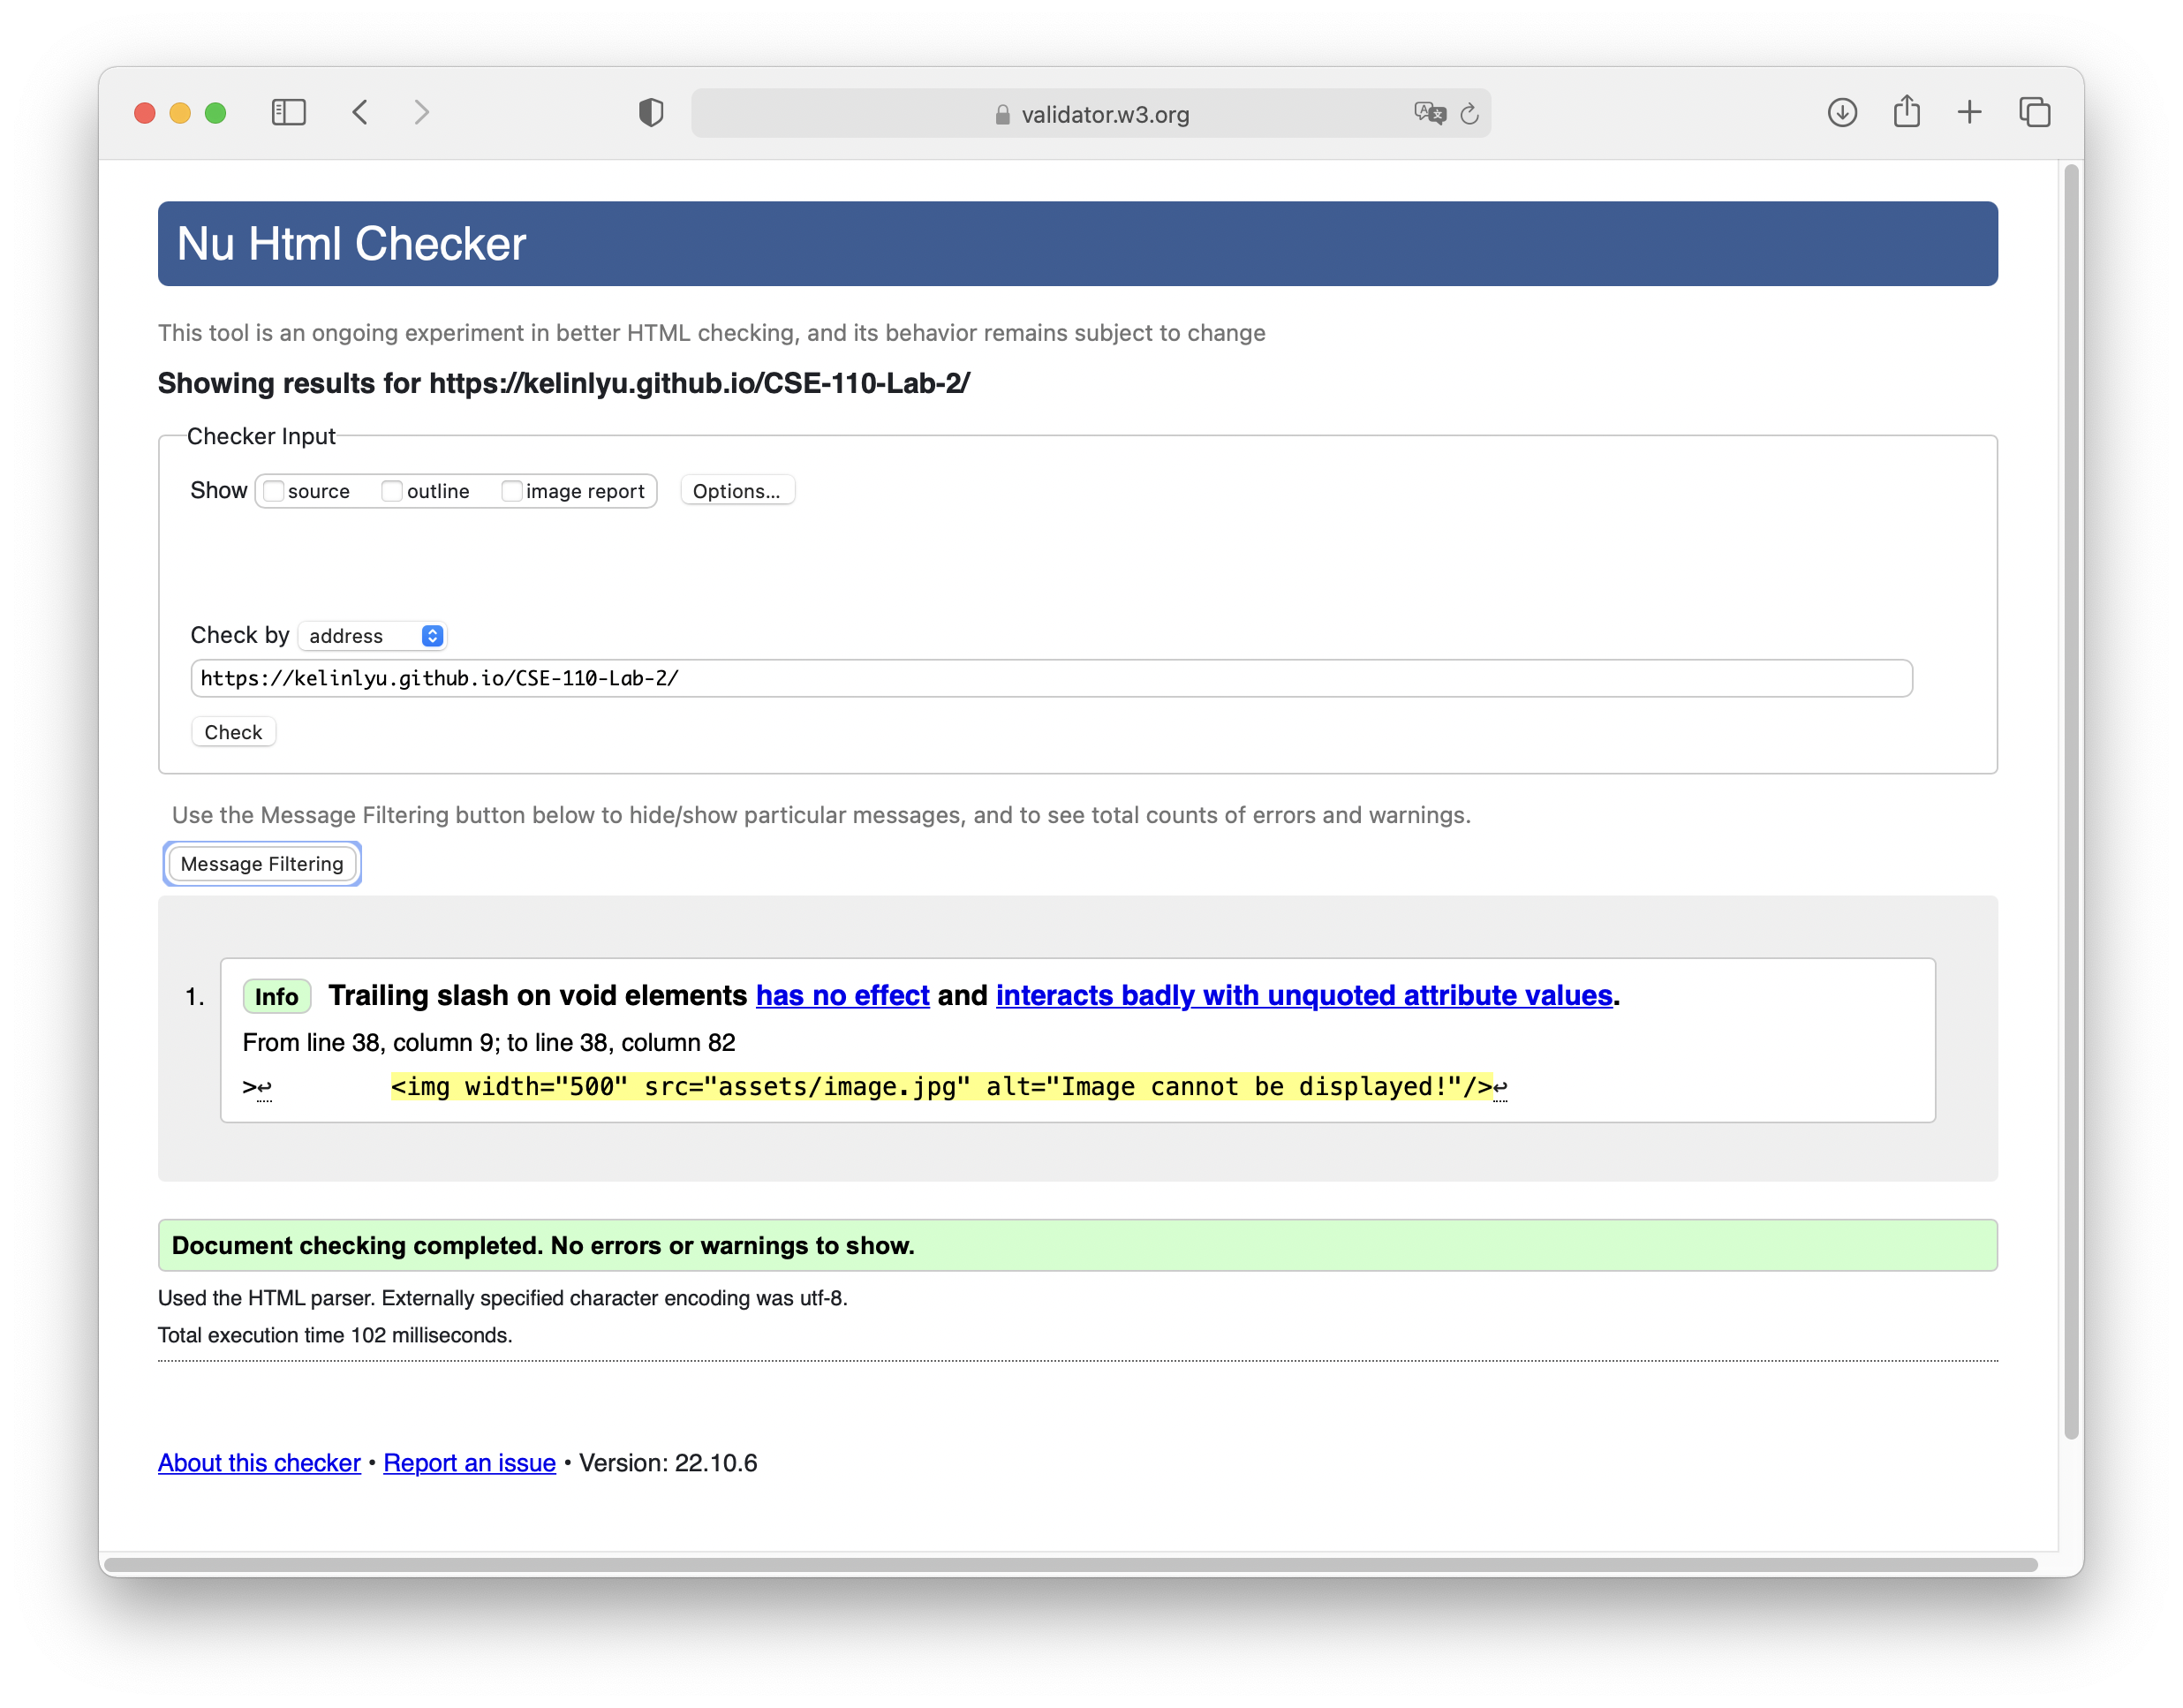 validator.w3.org
Nu Html Checker
This tool is an ongoing experiment in better HTML checking, and its behavior remains subject to change
Showing results for https://kelinlyu.github.io/CSE-110-Lab-2/
Checker Input
Show source outline image report Options...
Check by address
https://kelinlyu.github.io/CSE-110-Lab-2/
Check
Use the Message Filtering button below to hide/show particular messages, and to see total counts of errors and warnings.
Message Filtering
1. Info Trailing slash on void elements has no effect and interacts badly with unquoted attribute values.
From line 38, column 9; to line 38, column 82
>↩ <img width="500" src="assets/image.jpg" alt="Image cannot be displayed!"/>↩
Document checking completed. No errors or warnings to show.
Used the HTML parser. Externally specified character encoding was utf-8.
Total execution time 102 milliseconds.
About this checker • Report an issue • Version: 22.10.6